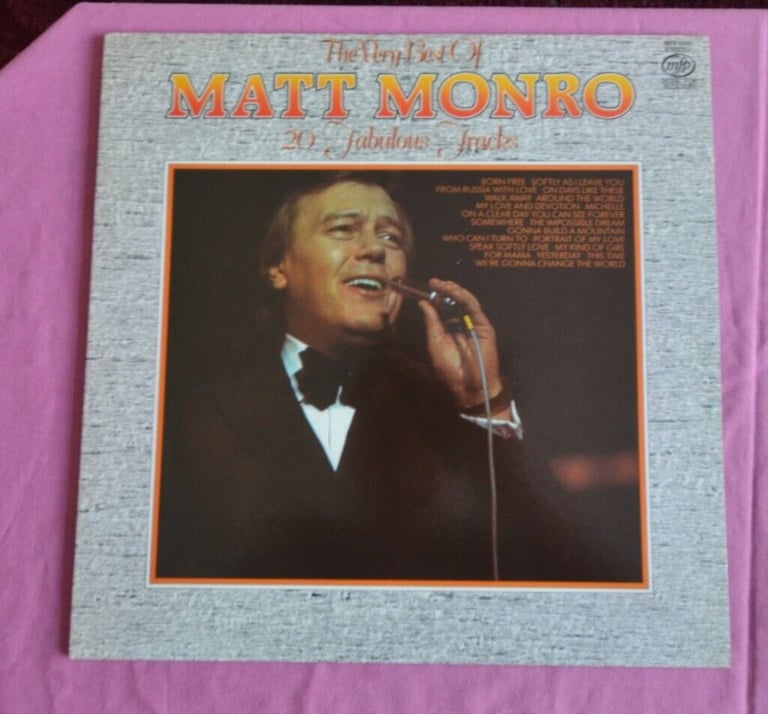 The Very Best Of
mfp
MATT MONRO
20 Fabulous Tracks
BORN FREE SOFTLY AS I LEAVE YOU
FROM RUSSIA WITH LOVE ON DAYS LIKE THESE
WALK AWAY AROUND THE WORLD
MY LOVE AND DEVOTION MICHELLE
ON A CLEAR DAY YOU CAN SEE FOREVER
SOMEWHERE THE IMPOSSIBLE DREAM
GONNA BUILD A MOUNTAIN
WHO CAN I TURN TO PORTRAIT OF MY LOVE
SPEAK SOFTLY LOVE MY KIND OF GIRL
FOR MAMA YESTERDAY THIS TIME
WE'RE GONNA CHANGE THE WORLD